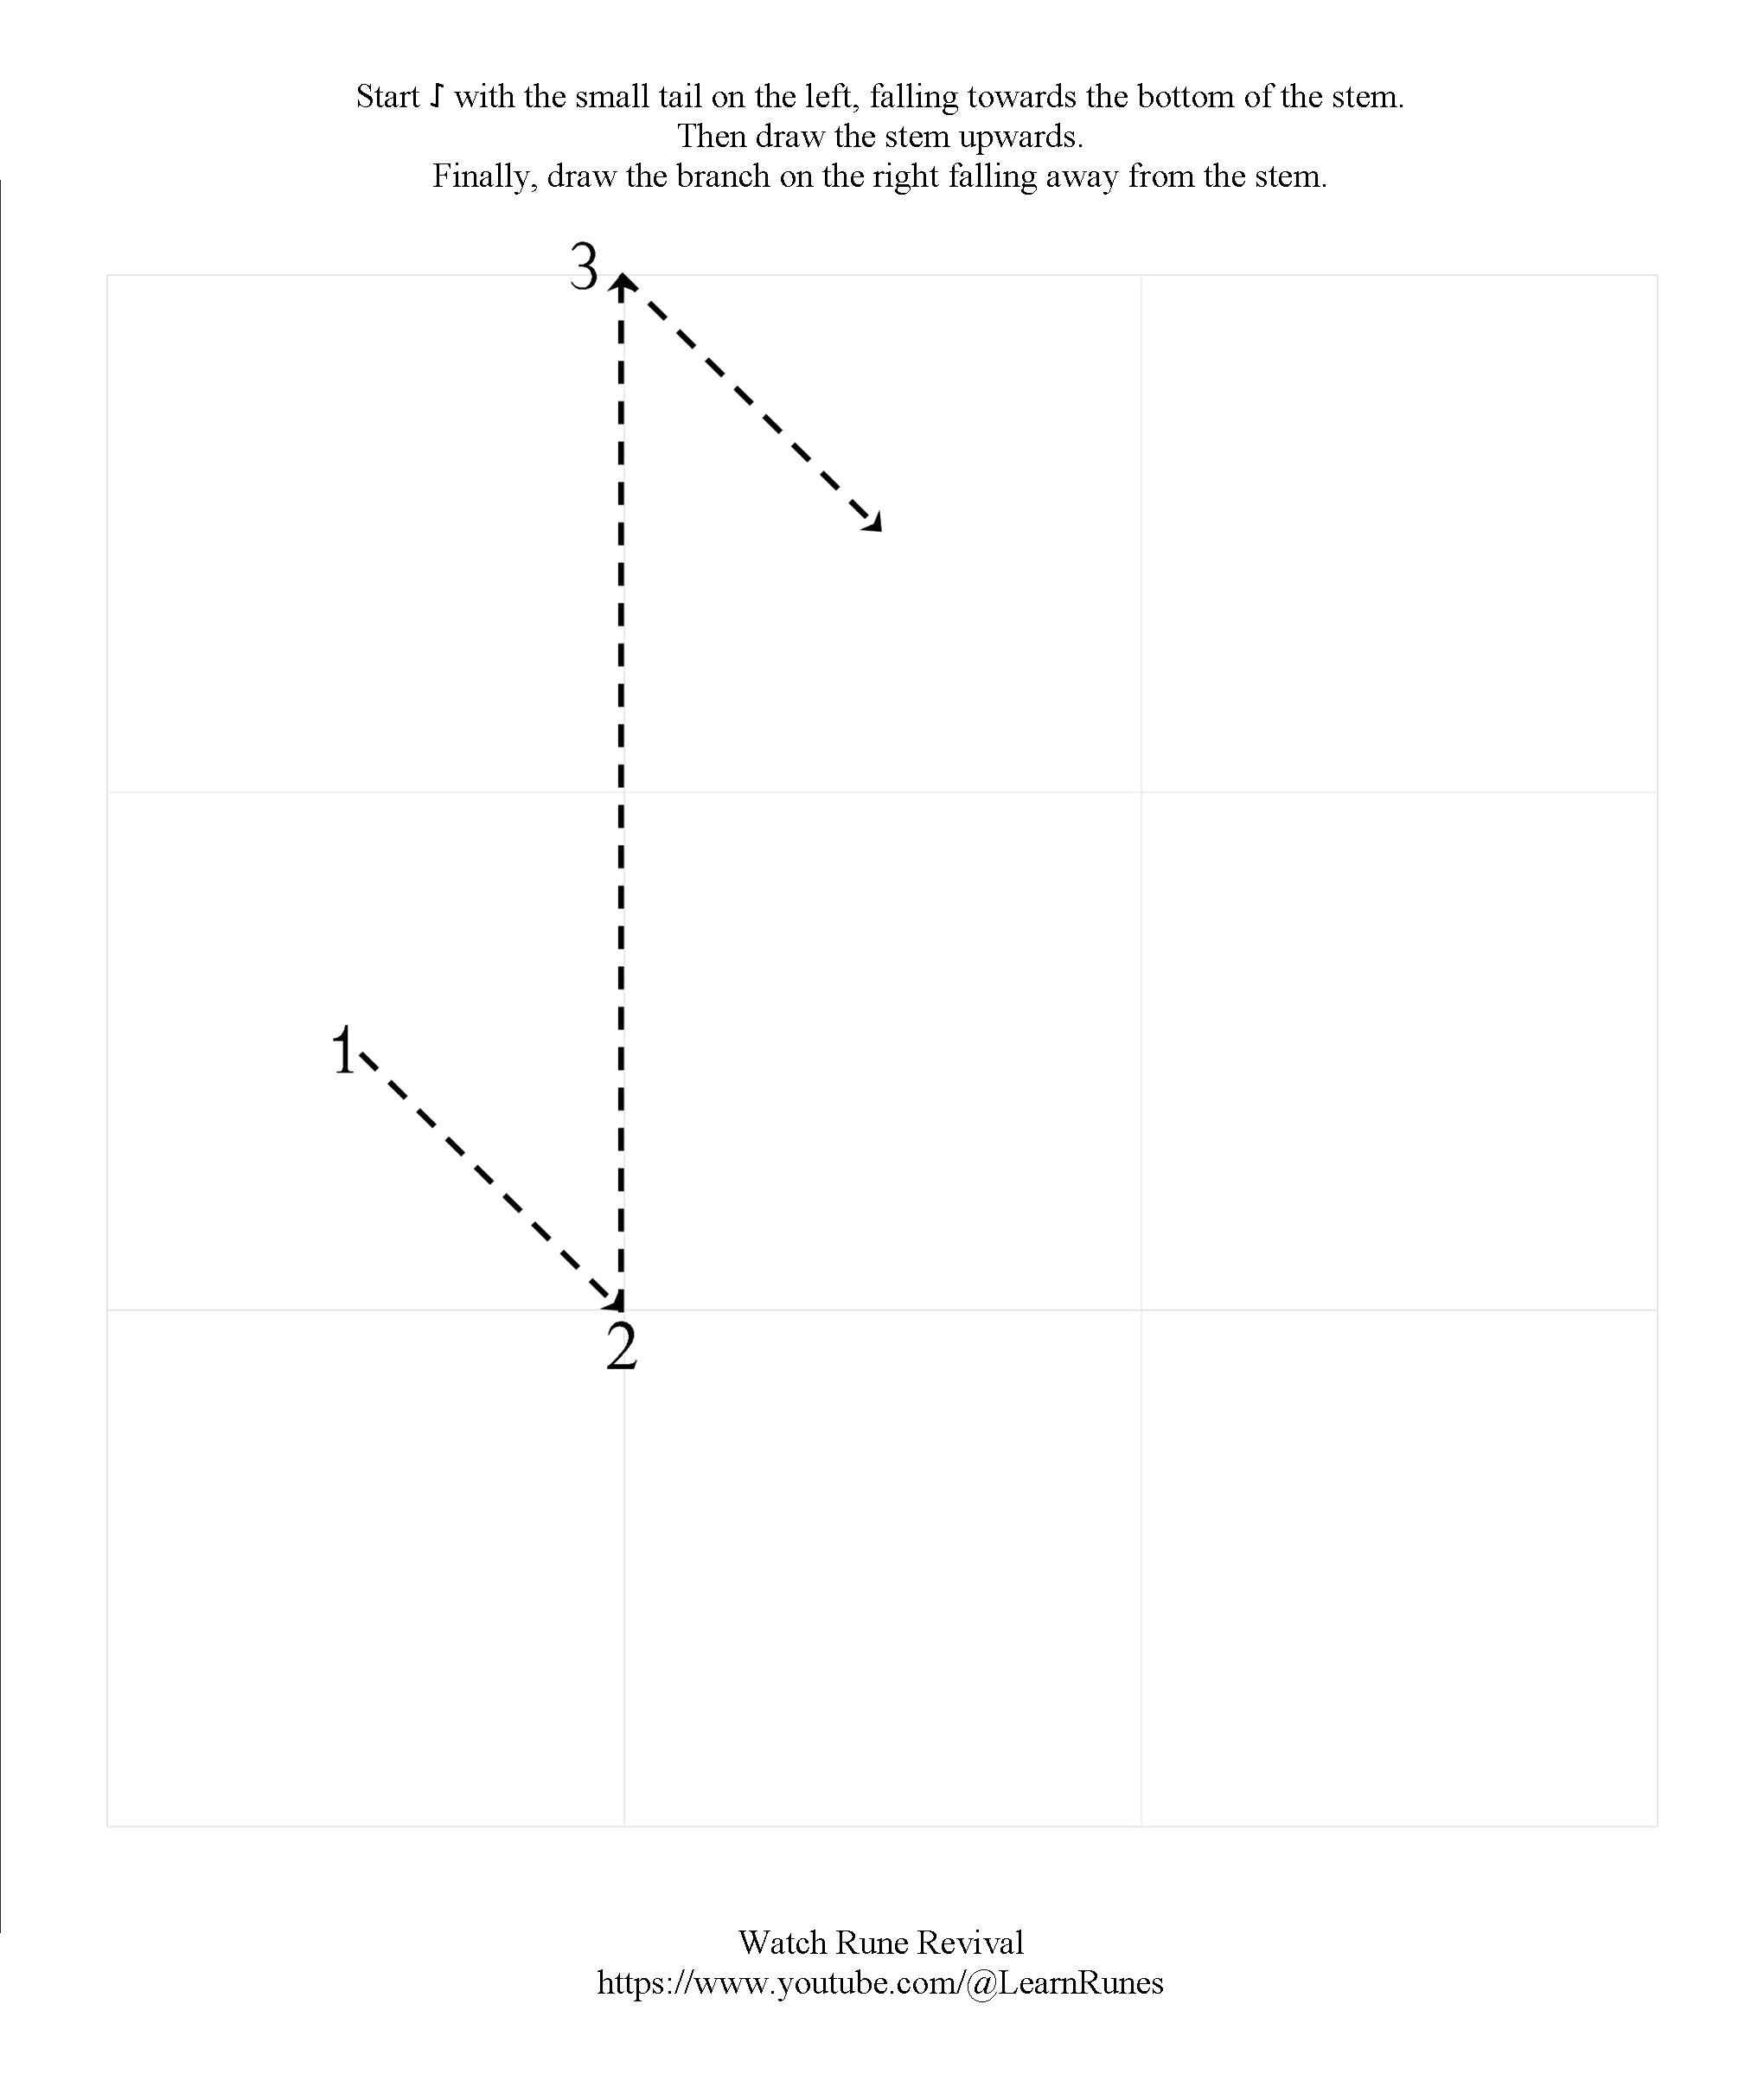 Start ᛇ with the small tail on the left, falling towards the bottom of the stem.
Then draw the stem upwards.
Finally, draw the branch on the right falling away from the stem.
3
1
2
Watch Rune Revival
https://www.youtube.com/@LearnRunes